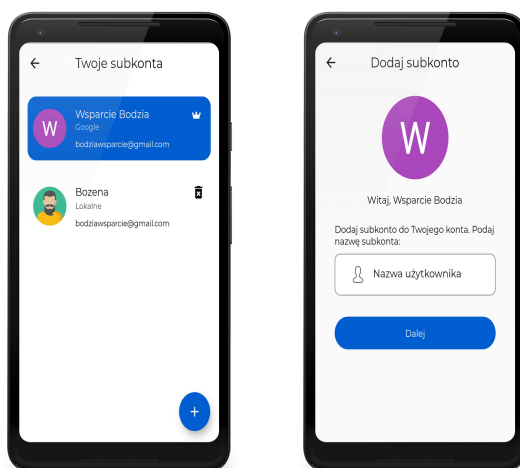 Twoje subkonta
W
Wsparcie Bodzia
Google
bodziawsparcie@gmail.com
Bozena
Lokalne
bodziawsparcie@gmail.com
+
Dodaj subkonto
W
Witaj, Wsparcie Bodzia
Dodaj subkonto do Twojego konta. Podaj
nazwę subkonta:
Nazwa użytkownika
Dalej